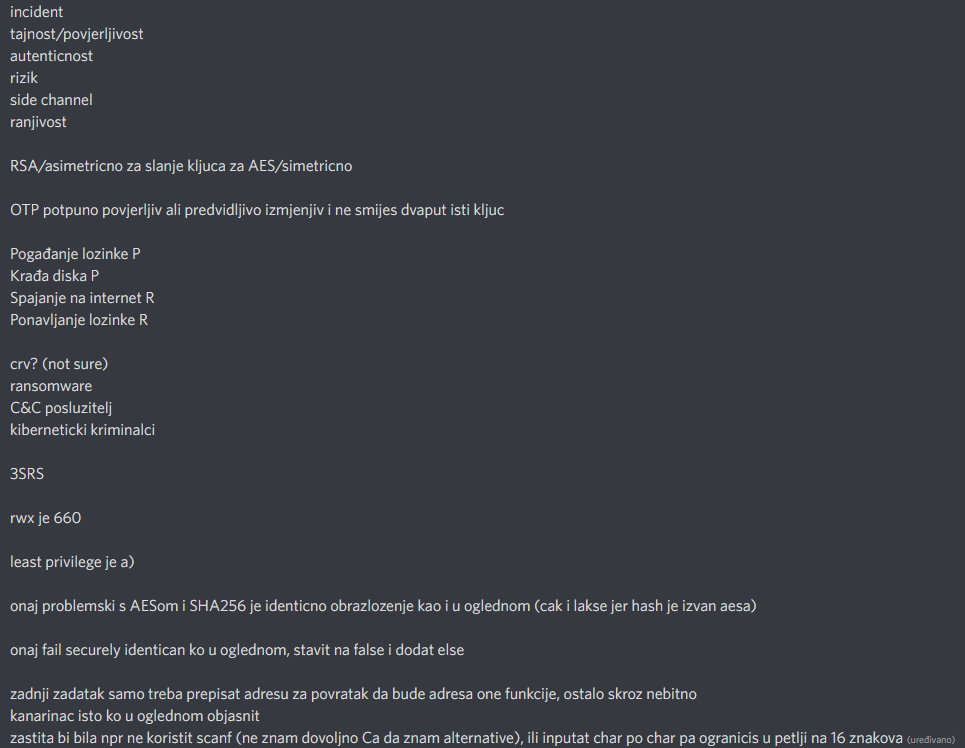 incident
tajnost/povjerljivost
autenticnost
rizik
side channel
ranjivost
RSA/asimetricno za slanje kljuca za AES/simetricno
OTP potpuno povjerljiv ali predvidljivo izmjenjiv i ne smijes dvaput isti kljuc
Pogađanje lozinke P
Krađa diska P
Spajanje na internet R
Ponavljanje lozinke R
crv? (not sure)
ransomware
C&C posluzitelj
kiberneticki kriminalci
3SRS
rwx je 660
least privilege je a)
onaj problemski s AESom i SHA256 je identicno obrazlozenje kao i u oglednom (cak i lakse jer hash je izvan aesa)
onaj fail securely identican ko u oglednom, stavit na false i dodat else
zadnji zadatak samo treba prepisat adresu za povratak da bude adresa one funkcije, ostalo skroz nebitno
kanarinac isto ko u oglednom objasnit
zastita bi bila npr ne koristit scanf (ne znam dovoljno Ca da znam alternative), ili inputat char po char pa ogranicis u petlji na 16 znakova (uređivano)